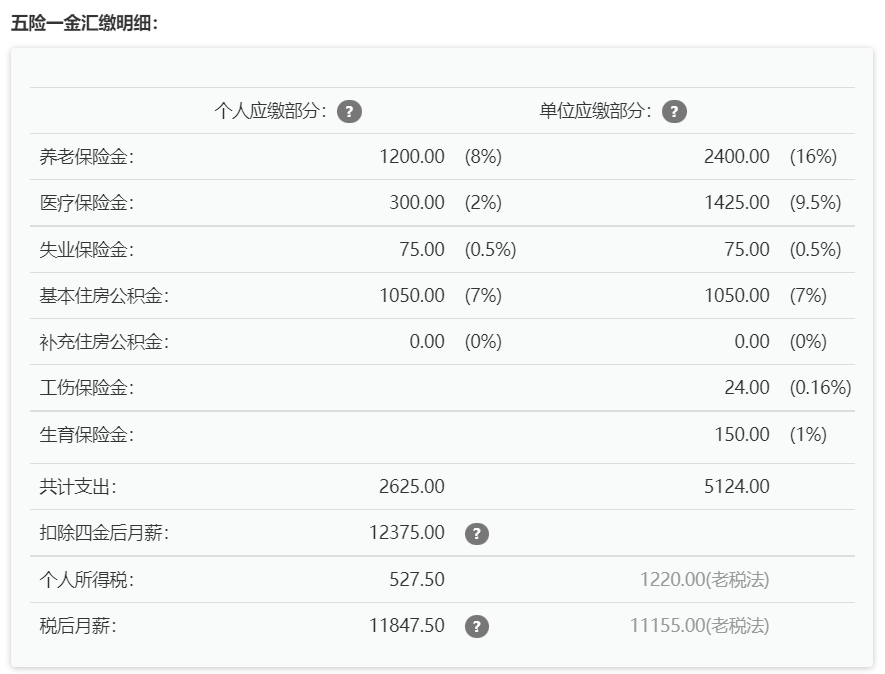 五险一金汇缴明细：
个人应缴部分： ? 单位应缴部分： ?
养老保险金： 1200.00 (8%) 2400.00 (16%)
医疗保险金： 300.00 (2%) 1425.00 (9.5%)
失业保险金： 75.00 (0.5%) 75.00 (0.5%)
基本住房公积金： 1050.00 (7%) 1050.00 (7%)
补充住房公积金： 0.00 (0%) 0.00 (0%)
工伤保险金： 24.00 (0.16%)
生育保险金： 150.00 (1%)
共计支出： 2625.00 5124.00
扣除四金后月薪： 12375.00 ?
个人所得税： 527.50 1220.00(老税法)
税后月薪： 11847.50 ? 11155.00(老税法)